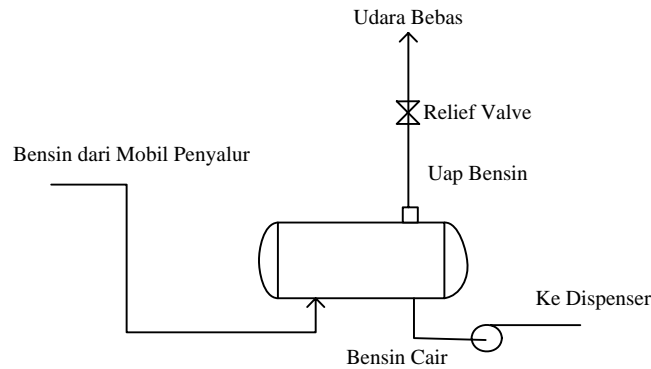 Udara Bebas
Relief Valve
Bensin dari Mobil Penyalur
Uap Bensin
Ke Dispenser
Bensin Cair